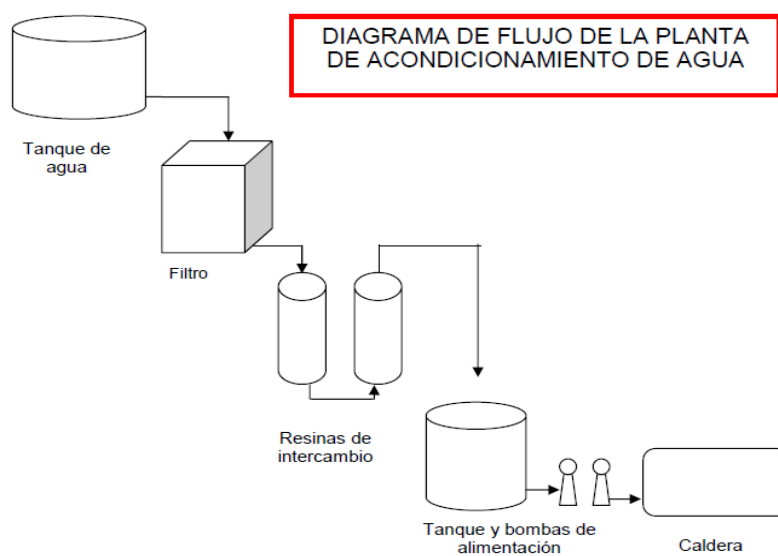 DIAGRAMA DE FLUJO DE LA PLANTA
DE ACONDICIONAMIENTO DE AGUA
Tanque de
agua
Filtro
Resinas de
intercambio
Tanque y bombas de
alimentación
Caldera